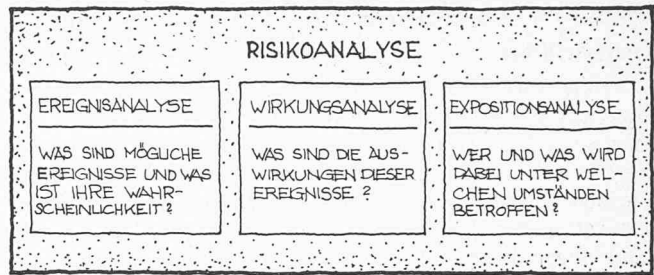 RISIKOANALYSE
EREIGNISANALYSE
WAS SIND MÖGLICHE
EREIGNISSE UND WAS
IST IHRE WAHR-
SCHEINLICHKEIT?
WIRKUNGSANALYSE
WAS SIND DIE AUS-
WIRKUNGEN DIESER
EREIGNISSE ?
EXPOSITIONSANALYSE
WER UND WAS WIRD
DABEI UNTER WEL-
CHEN UMSTÄNDEN
BETROFFEN?